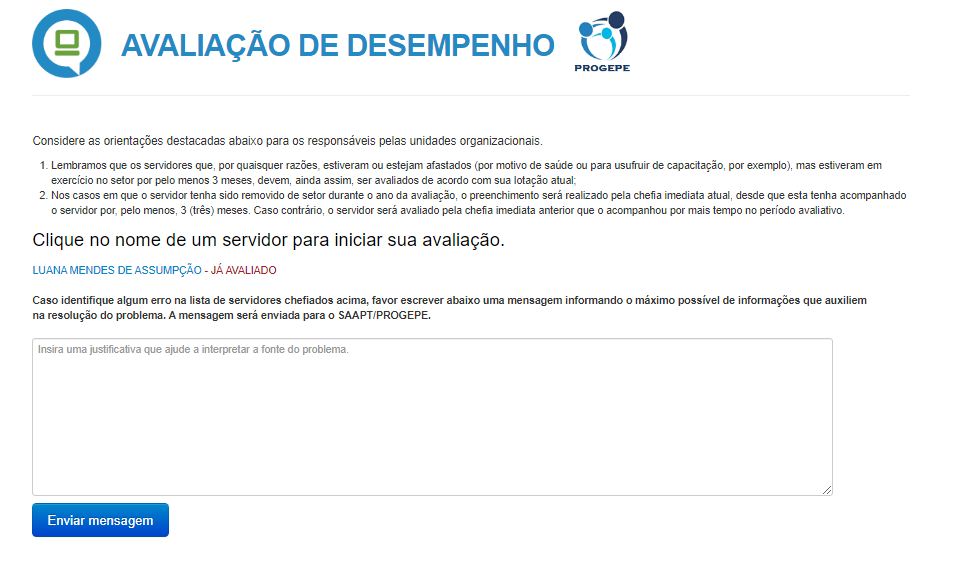 AVALIAÇÃO DE DESEMPENHO
PROGEPE
Considere as orientações destacadas abaixo para os responsáveis pelas unidades organizacionais.
1. Lembramos que os servidores que, por quaisquer razões, estiveram ou estejam afastados (por motivo de saúde ou para usufruir de capacitação, por exemplo), mas estiveram em
exercício no setor por pelo menos 3 meses, devem, ainda assim, ser avaliados de acordo com sua lotação atual;
2. Nos casos em que o servidor tenha sido removido de setor durante o ano da avaliação, o preenchimento será realizado pela chefia imediata atual, desde que esta tenha acompanhado
o servidor por, pelo menos, 3 (três) meses. Caso contrário, o servidor será avaliado pela chefia imediata anterior que o acompanhou por mais tempo no período avaliativo.
Clique no nome de um servidor para iniciar sua avaliação.
LUANA MENDES DE ASSUMPÇÃO - JÁ AVALIADO
Caso identifique algum erro na lista de servidores chefiados acima, favor escrever abaixo uma mensagem informando o máximo possível de informações que auxiliem
na resolução do problema. A mensagem será enviada para o SAAPT/PROGEPE.
Insira uma justificativa que ajude a interpretar a fonte do problema.
Enviar mensagem